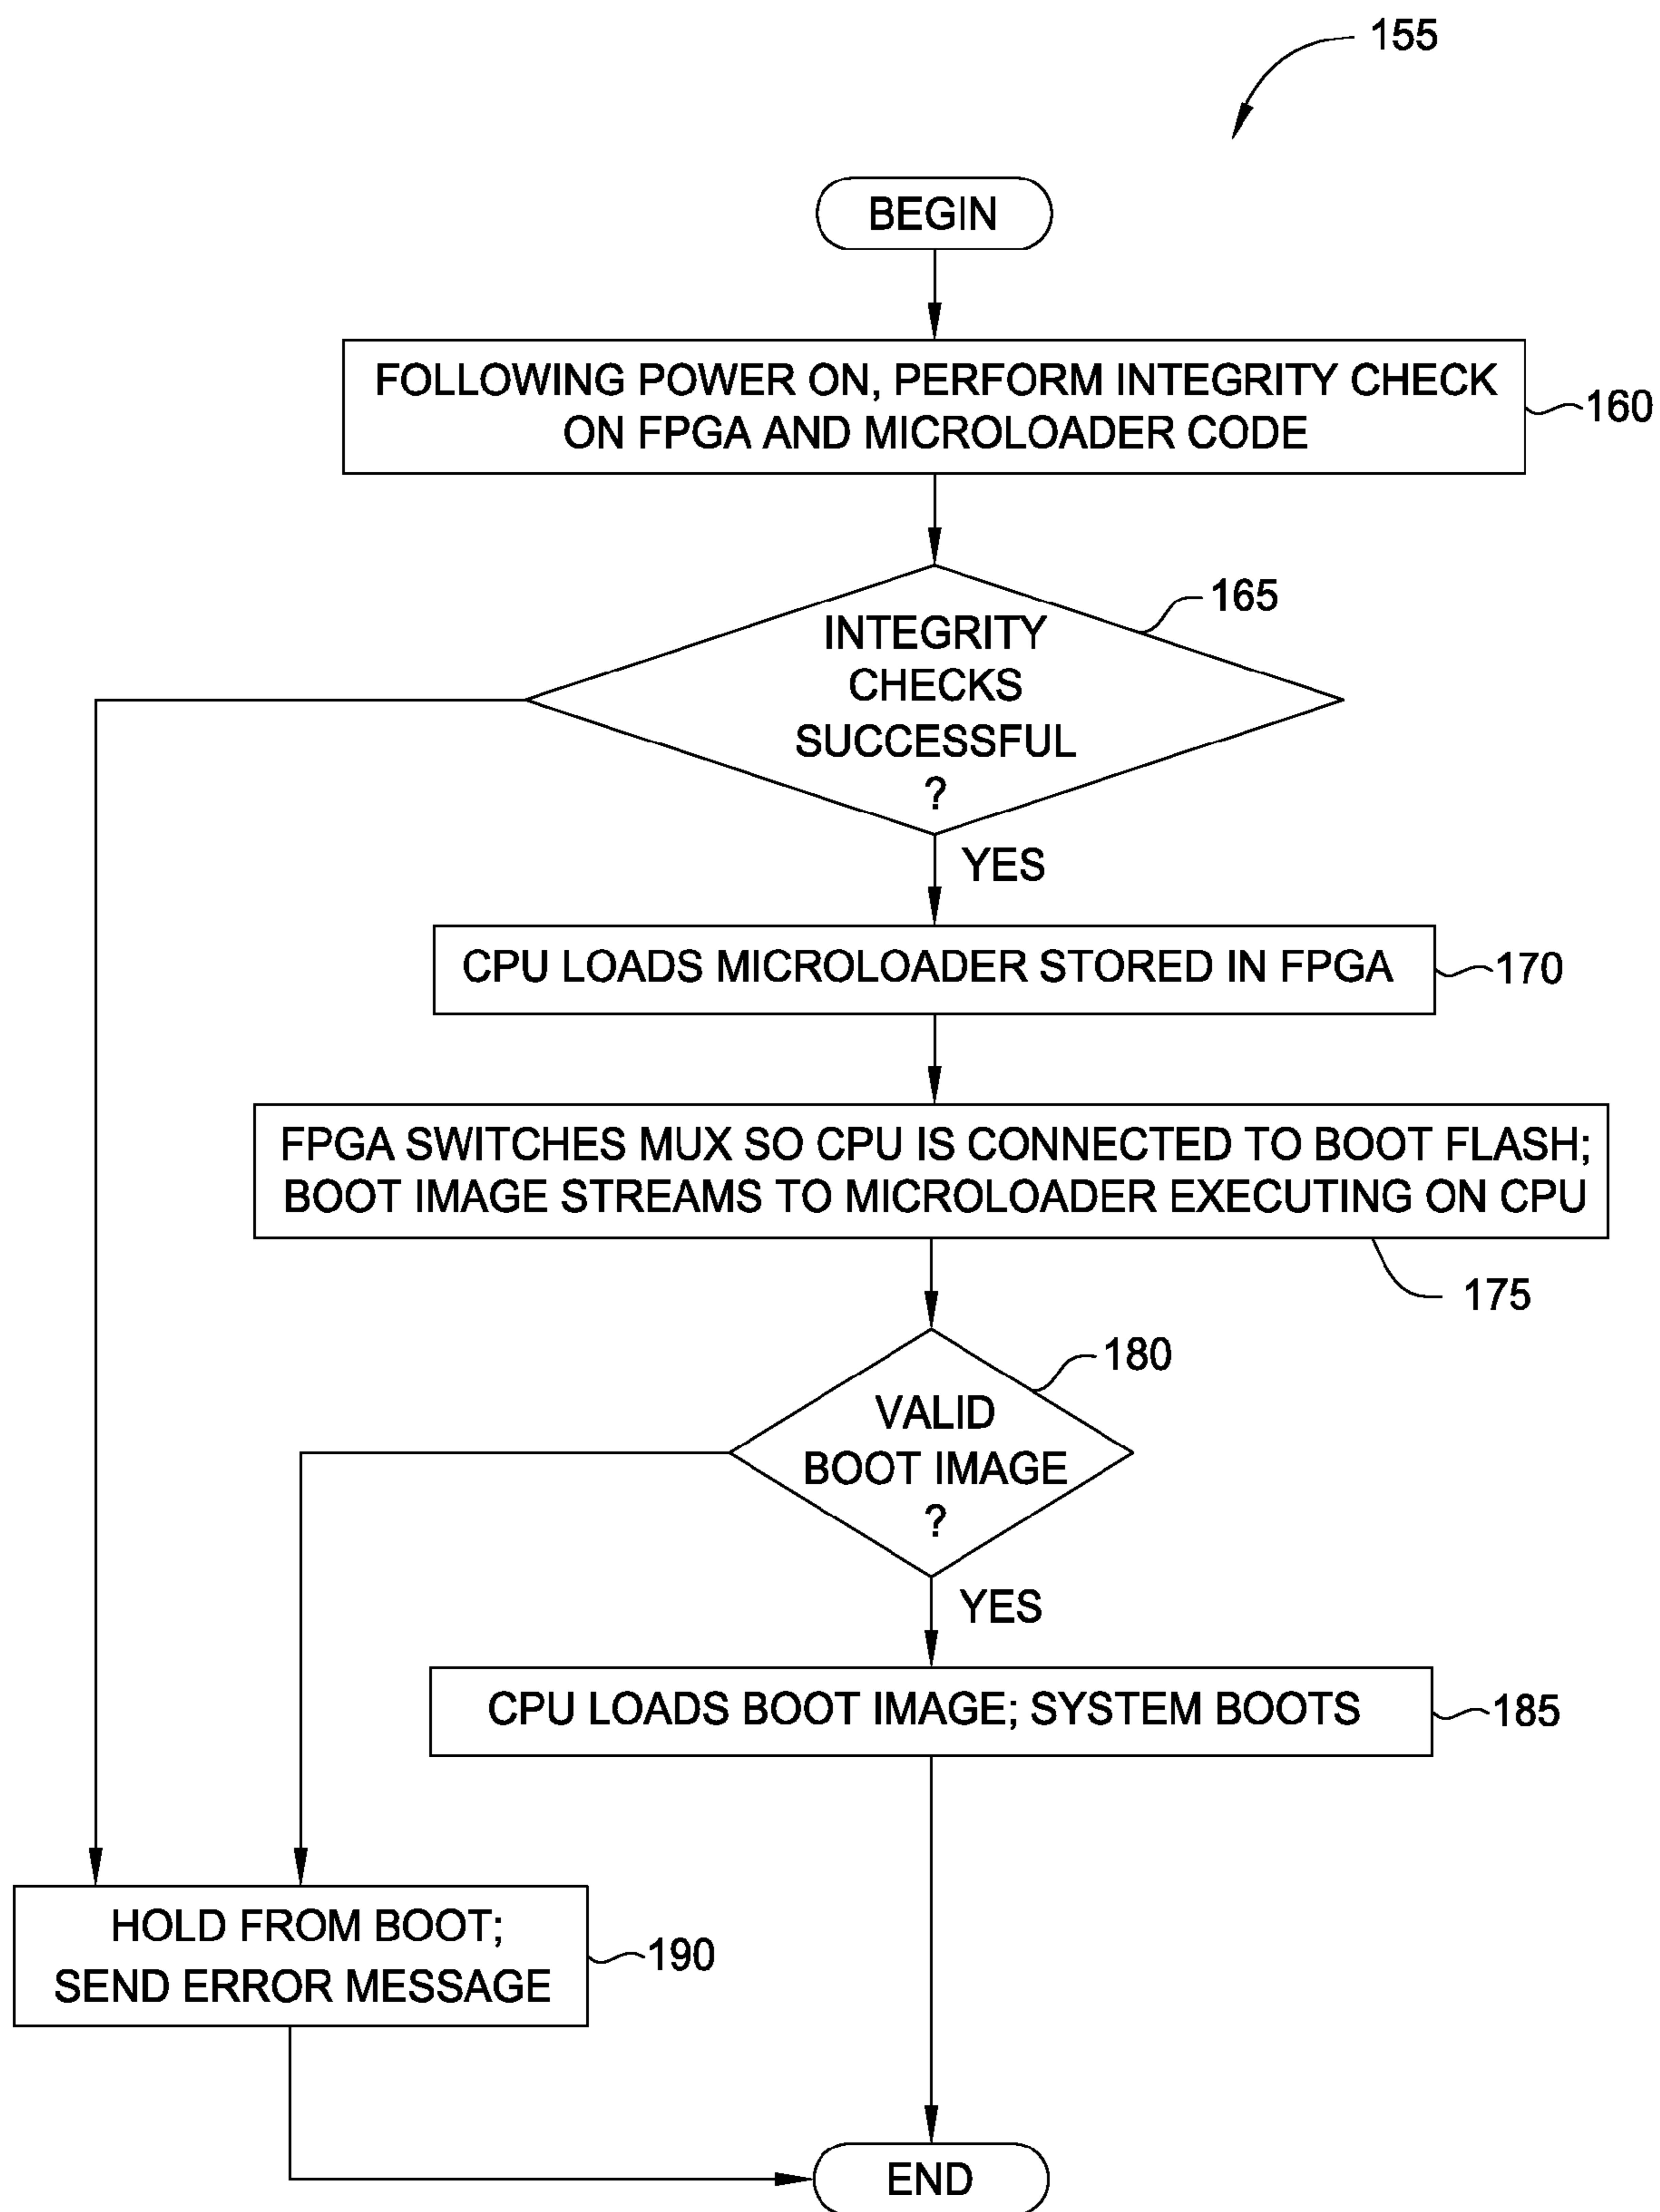 155
BEGIN
FOLLOWING POWER ON, PERFORM INTEGRITY CHECK
ON FPGA AND MICROLOADER CODE
160
165
INTEGRITY
CHECKS
SUCCESSFUL
?
YES
CPU LOADS MICROLOADER STORED IN FPGA
170
FPGA SWITCHES MUX SO CPU IS CONNECTED TO BOOT FLASH;
BOOT IMAGE STREAMS TO MICROLOADER EXECUTING ON CPU
175
180
VALID
BOOT IMAGE
?
YES
CPU LOADS BOOT IMAGE; SYSTEM BOOTS
185
HOLD FROM BOOT;
SEND ERROR MESSAGE
190
END